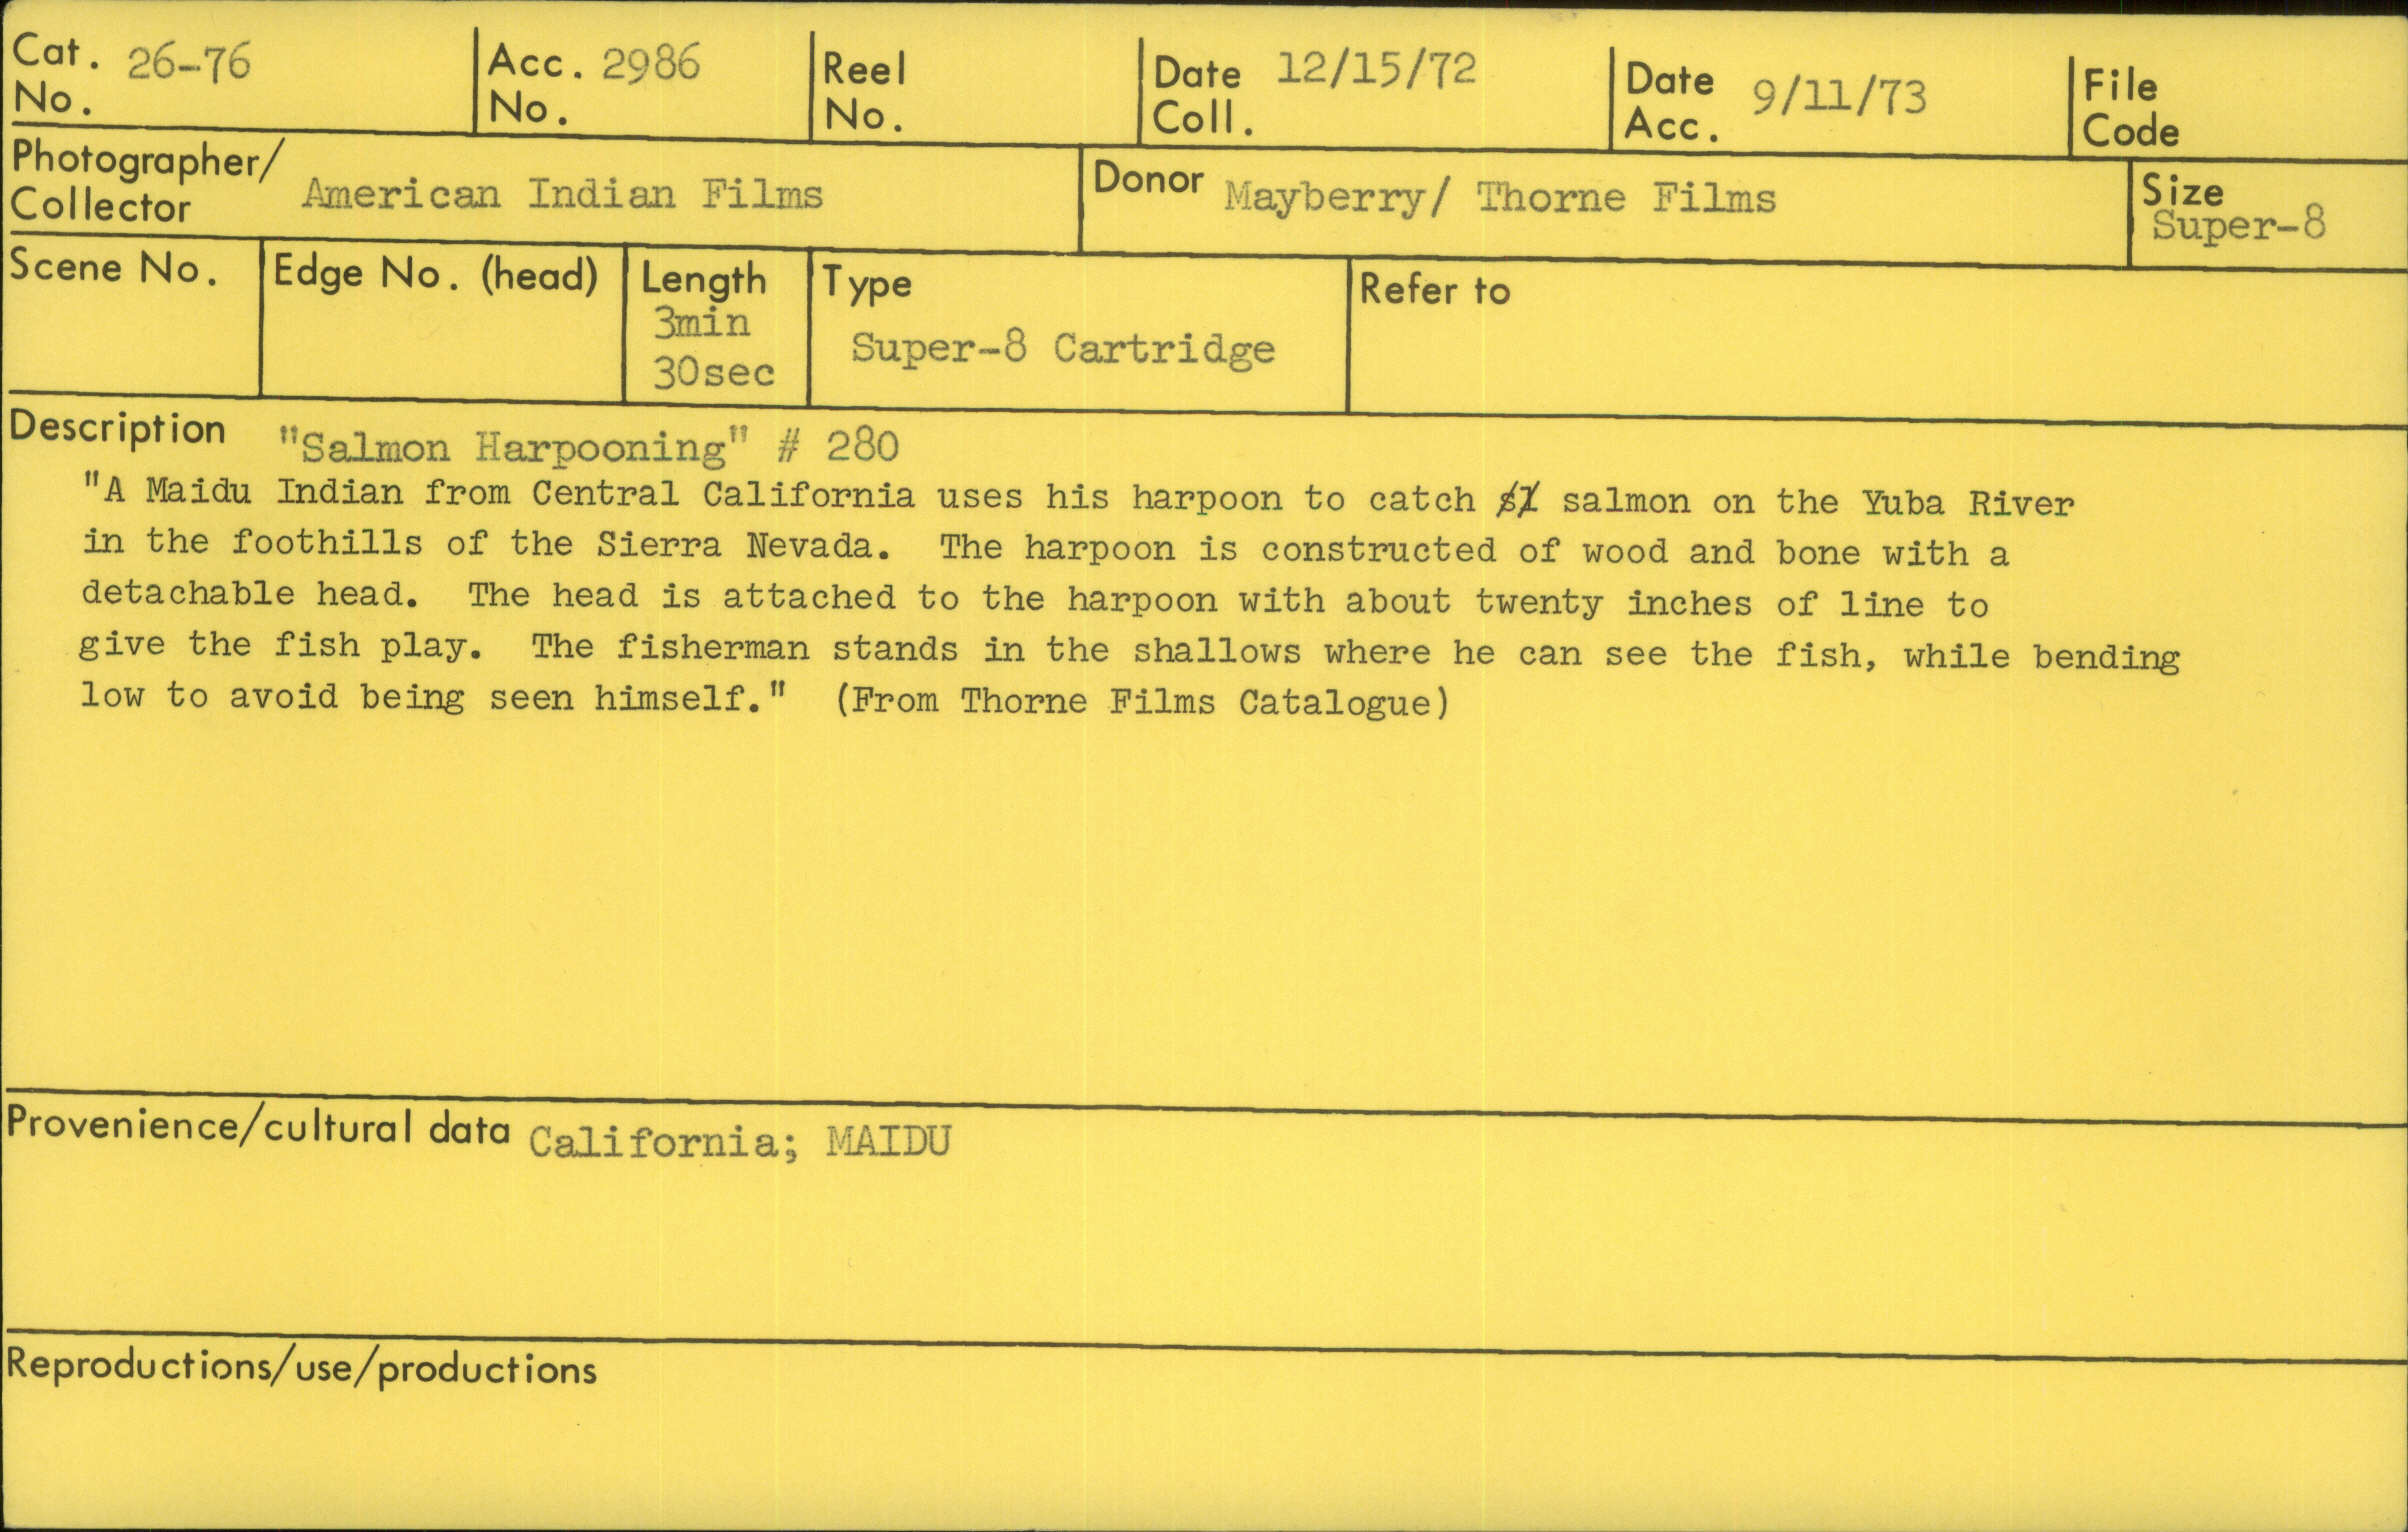 Cat. No. 26-76
Acc. No. 2986
Reel No.
Date Coll. 12/15/72
Date Acc. 9/11/73
File Code
Photographer/ Collector American Indian Films
Donor Mayberry/ Thorne Films
Size Super-8
Scene No.
Edge No. (head)
Length 3min 30sec
Type Super-8 Cartridge
Refer to
Description "Salmon Harpooning" # 280
"A Maidu Indian from Central California uses his harpoon to catch sl salmon on the Yuba River
in the foothills of the Sierra Nevada. The harpoon is constructed of wood and bone with a
detachable head. The head is attached to the harpoon with about twenty inches of line to
give the fish play. The fisherman stands in the shallows where he can see the fish, while bending
low to avoid being seen himself." (From Thorne Films Catalogue)
Provenience/cultural data California; MAIDU
Reproductions/use/productions